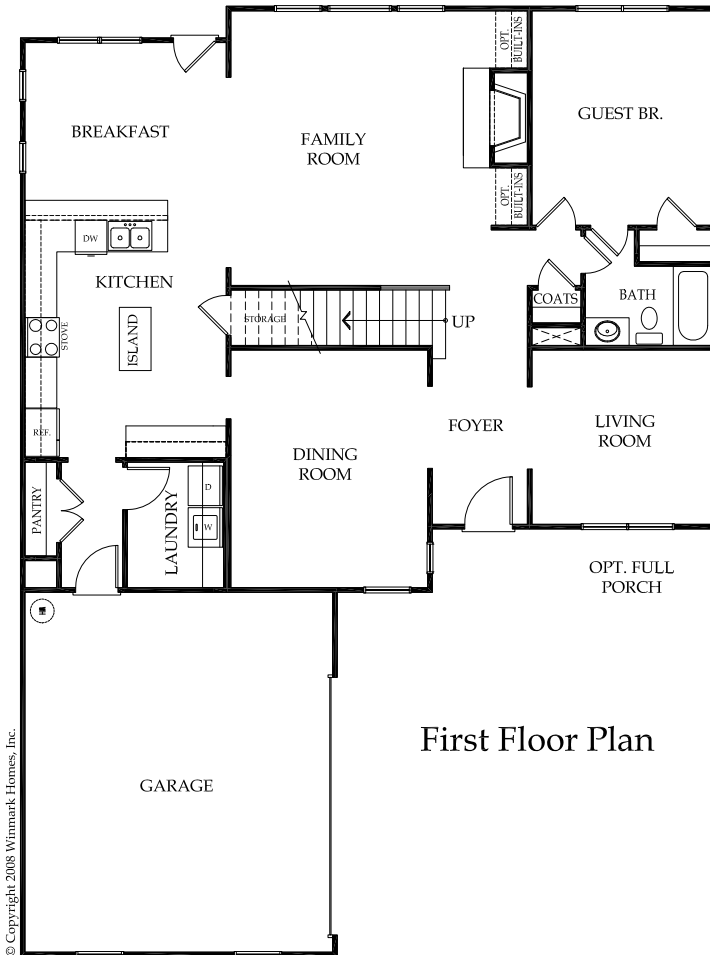 OPT.
BUILT-INS
BREAKFAST
FAMILY
ROOM
GUEST BR.
OPT.
BUILT-INS
DW
KITCHEN
COATS
BATH
STORAGE
UP
STOVE
ISLAND
REF.
DINING
ROOM
FOYER
LIVING
ROOM
PANTRY
LAUNDRY
D
W
OPT. FULL
PORCH
First Floor Plan
GARAGE
© Copyright 2008 Winmark Homes, Inc.